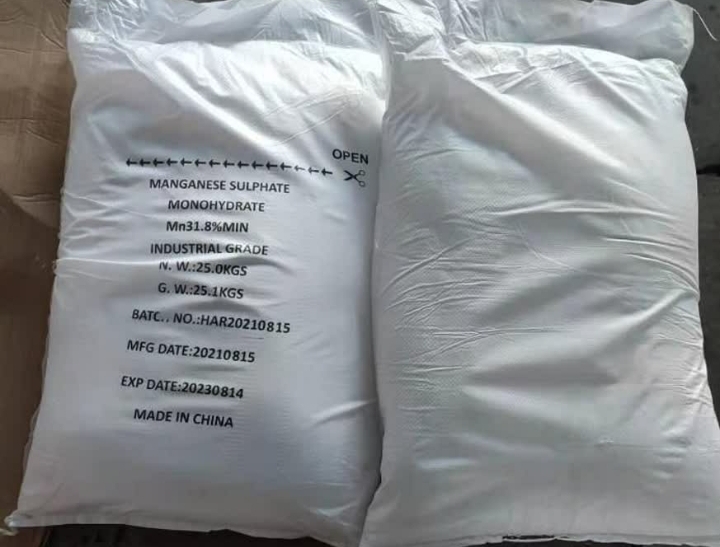 OPEN
MANGANESE SULPHATE
MONOHYDRATE
Mn31.8%MIN
INDUSTRIAL GRADE
N. W.:25.0KGS
G. W.:25.1KGS
NO.:HAR20210815
MFG DATE:20210815
EXP DATE:20230814
MADE IN CHINA